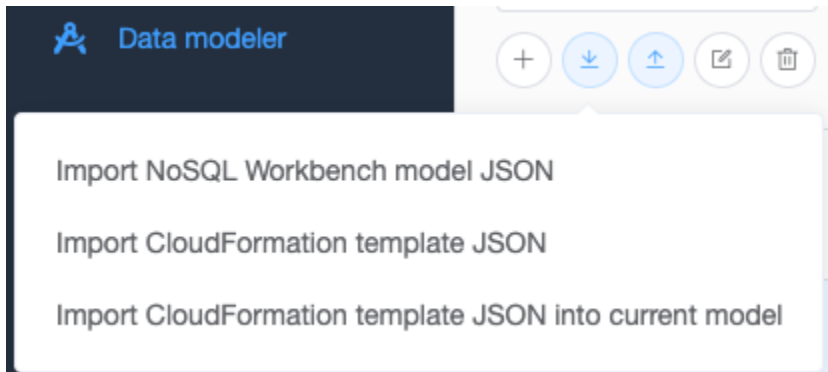 Data modeler
Import NoSQL Workbench model JSON
Import CloudFormation template JSON
Import CloudFormation template JSON into current model